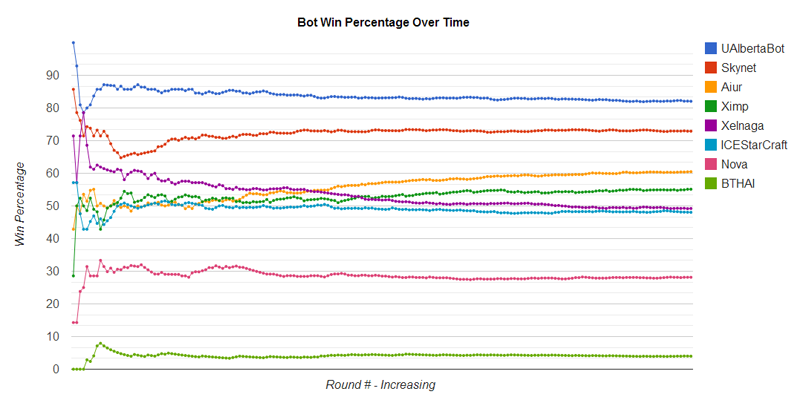 Bot Win Percentage Over Time
Win Percentage
90
80
70
60
50
40
30
20
10
0
Round # - Increasing
UAlbertaBot
Skynet
Aiur
Ximp
Xelnaga
ICEStarCraft
Nova
BTHAI